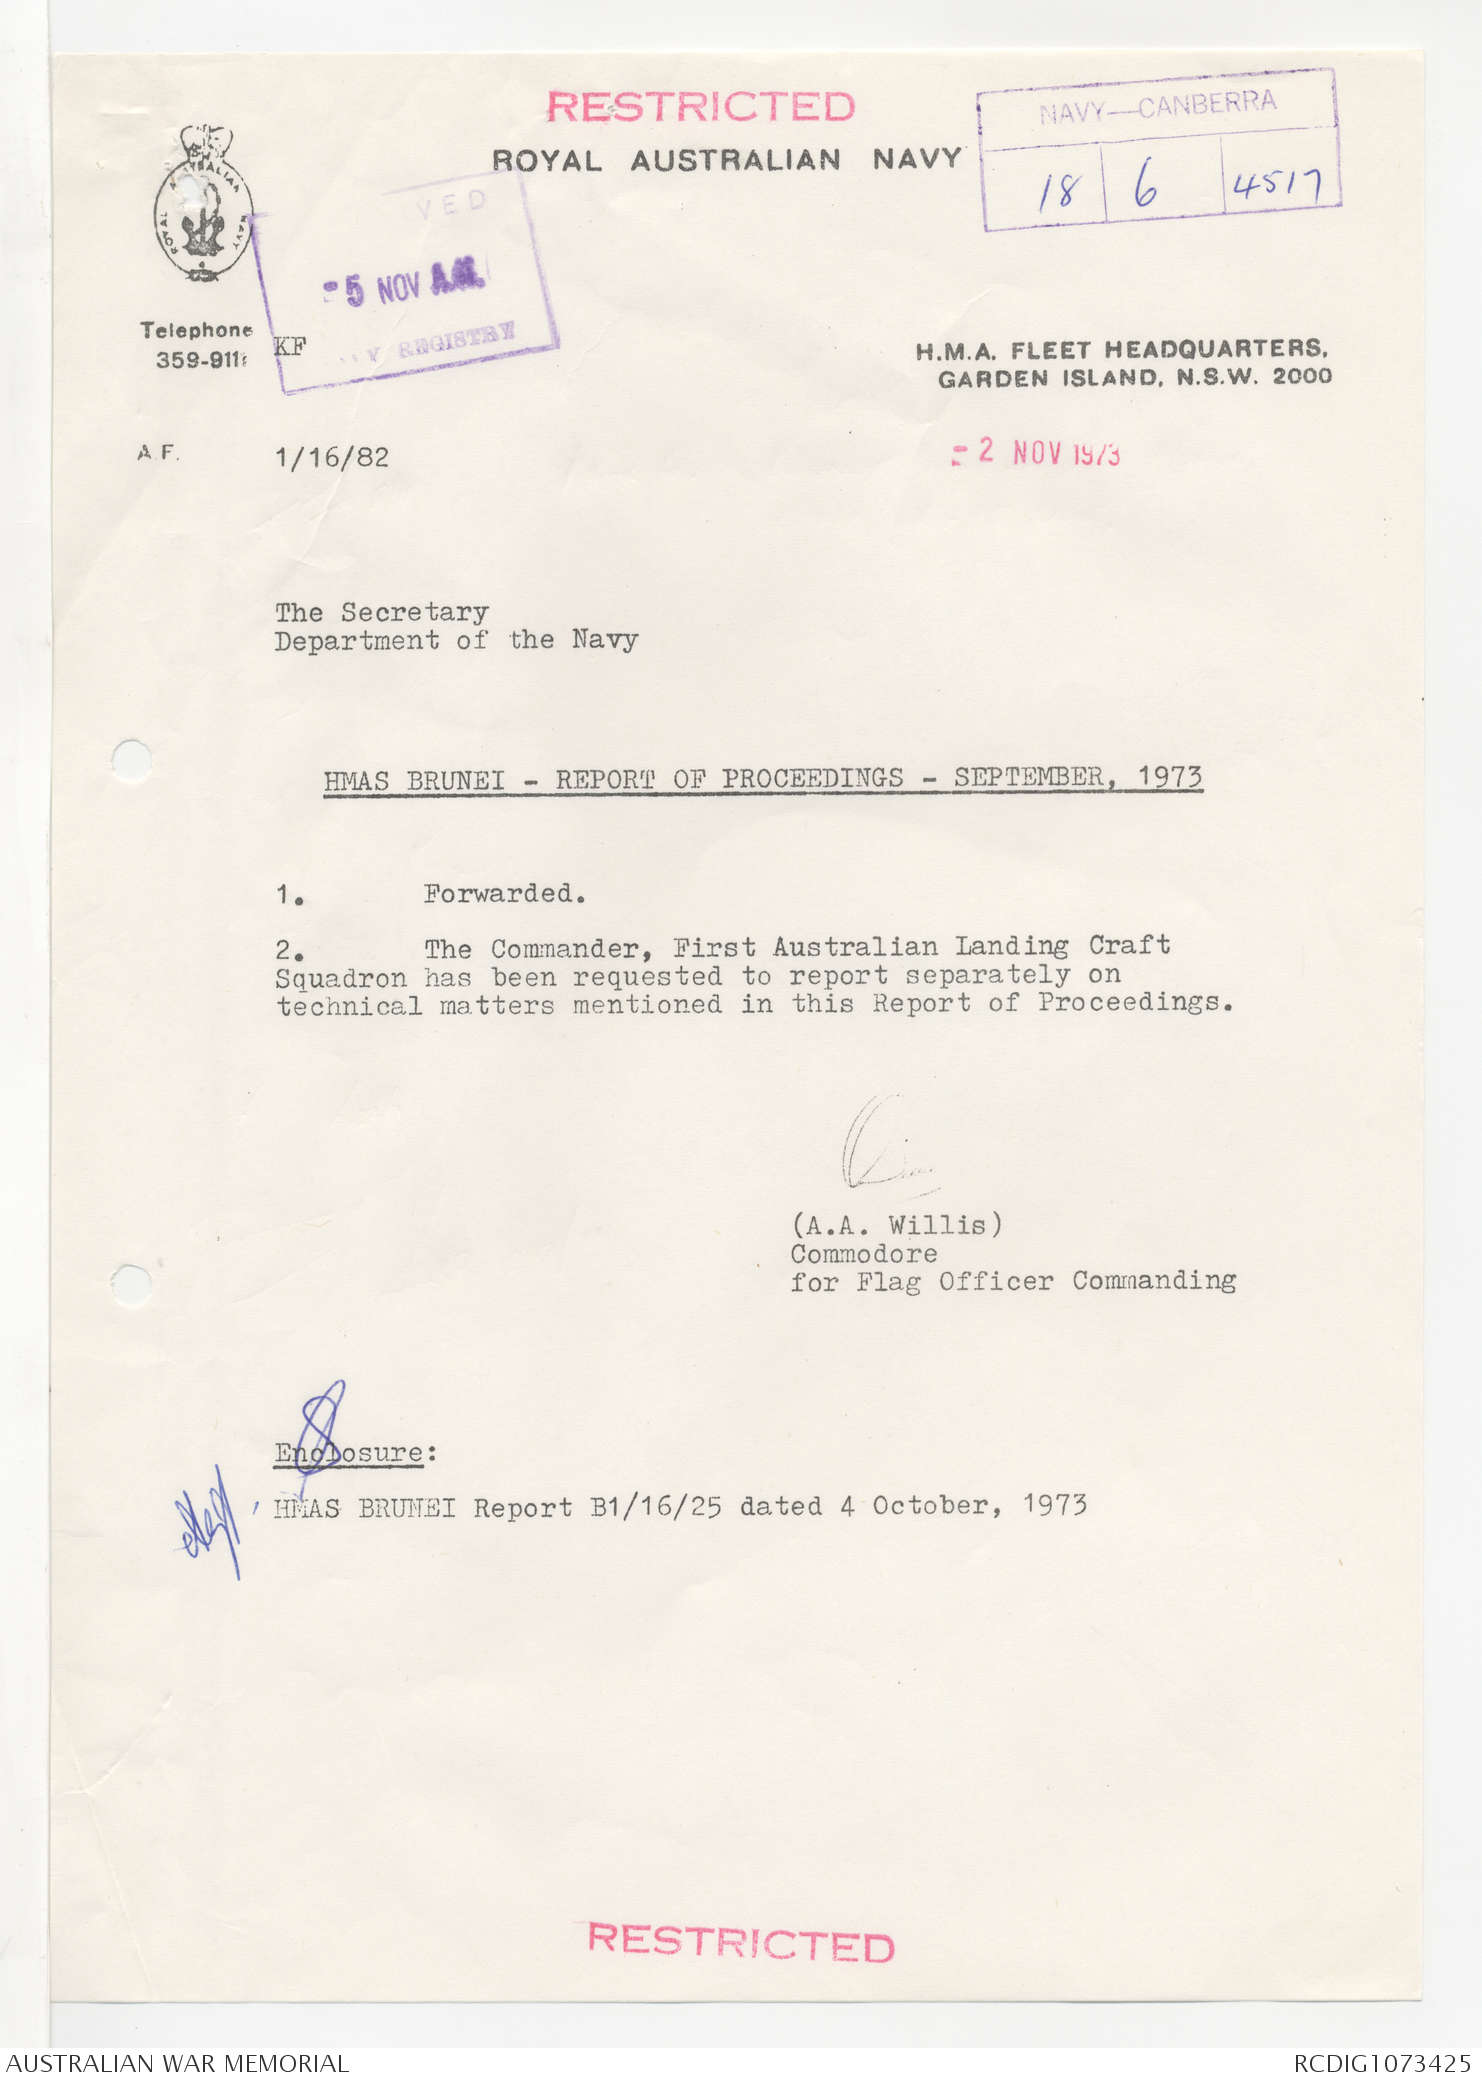 RESTRICTED
NAVY—CANBERRA
18 6 4517
ROYAL AUSTRALIAN NAVY
ROYAL AUSTRALIAN NAVY
5 NOV A.M.
REGISTRY
Telephone
359-911
KF
H.M.A. FLEET HEADQUARTERS,
GARDEN ISLAND, N.S.W. 2000
A.F. 1/16/82
2 NOV 1973
The Secretary
Department of the Navy
HMAS BRUNEI - REPORT OF PROCEEDINGS - SEPTEMBER, 1973
1. Forwarded.
2. The Commander, First Australian Landing Craft
Squadron has been requested to report separately on
technical matters mentioned in this Report of Proceedings.
(A.A. Willis)
Commodore
for Flag Officer Commanding
Enclosure:
HMAS BRUNEI Report B1/16/25 dated 4 October, 1973
RESTRICTED
AUSTRALIAN WAR MEMORIAL
RCDIG1073425